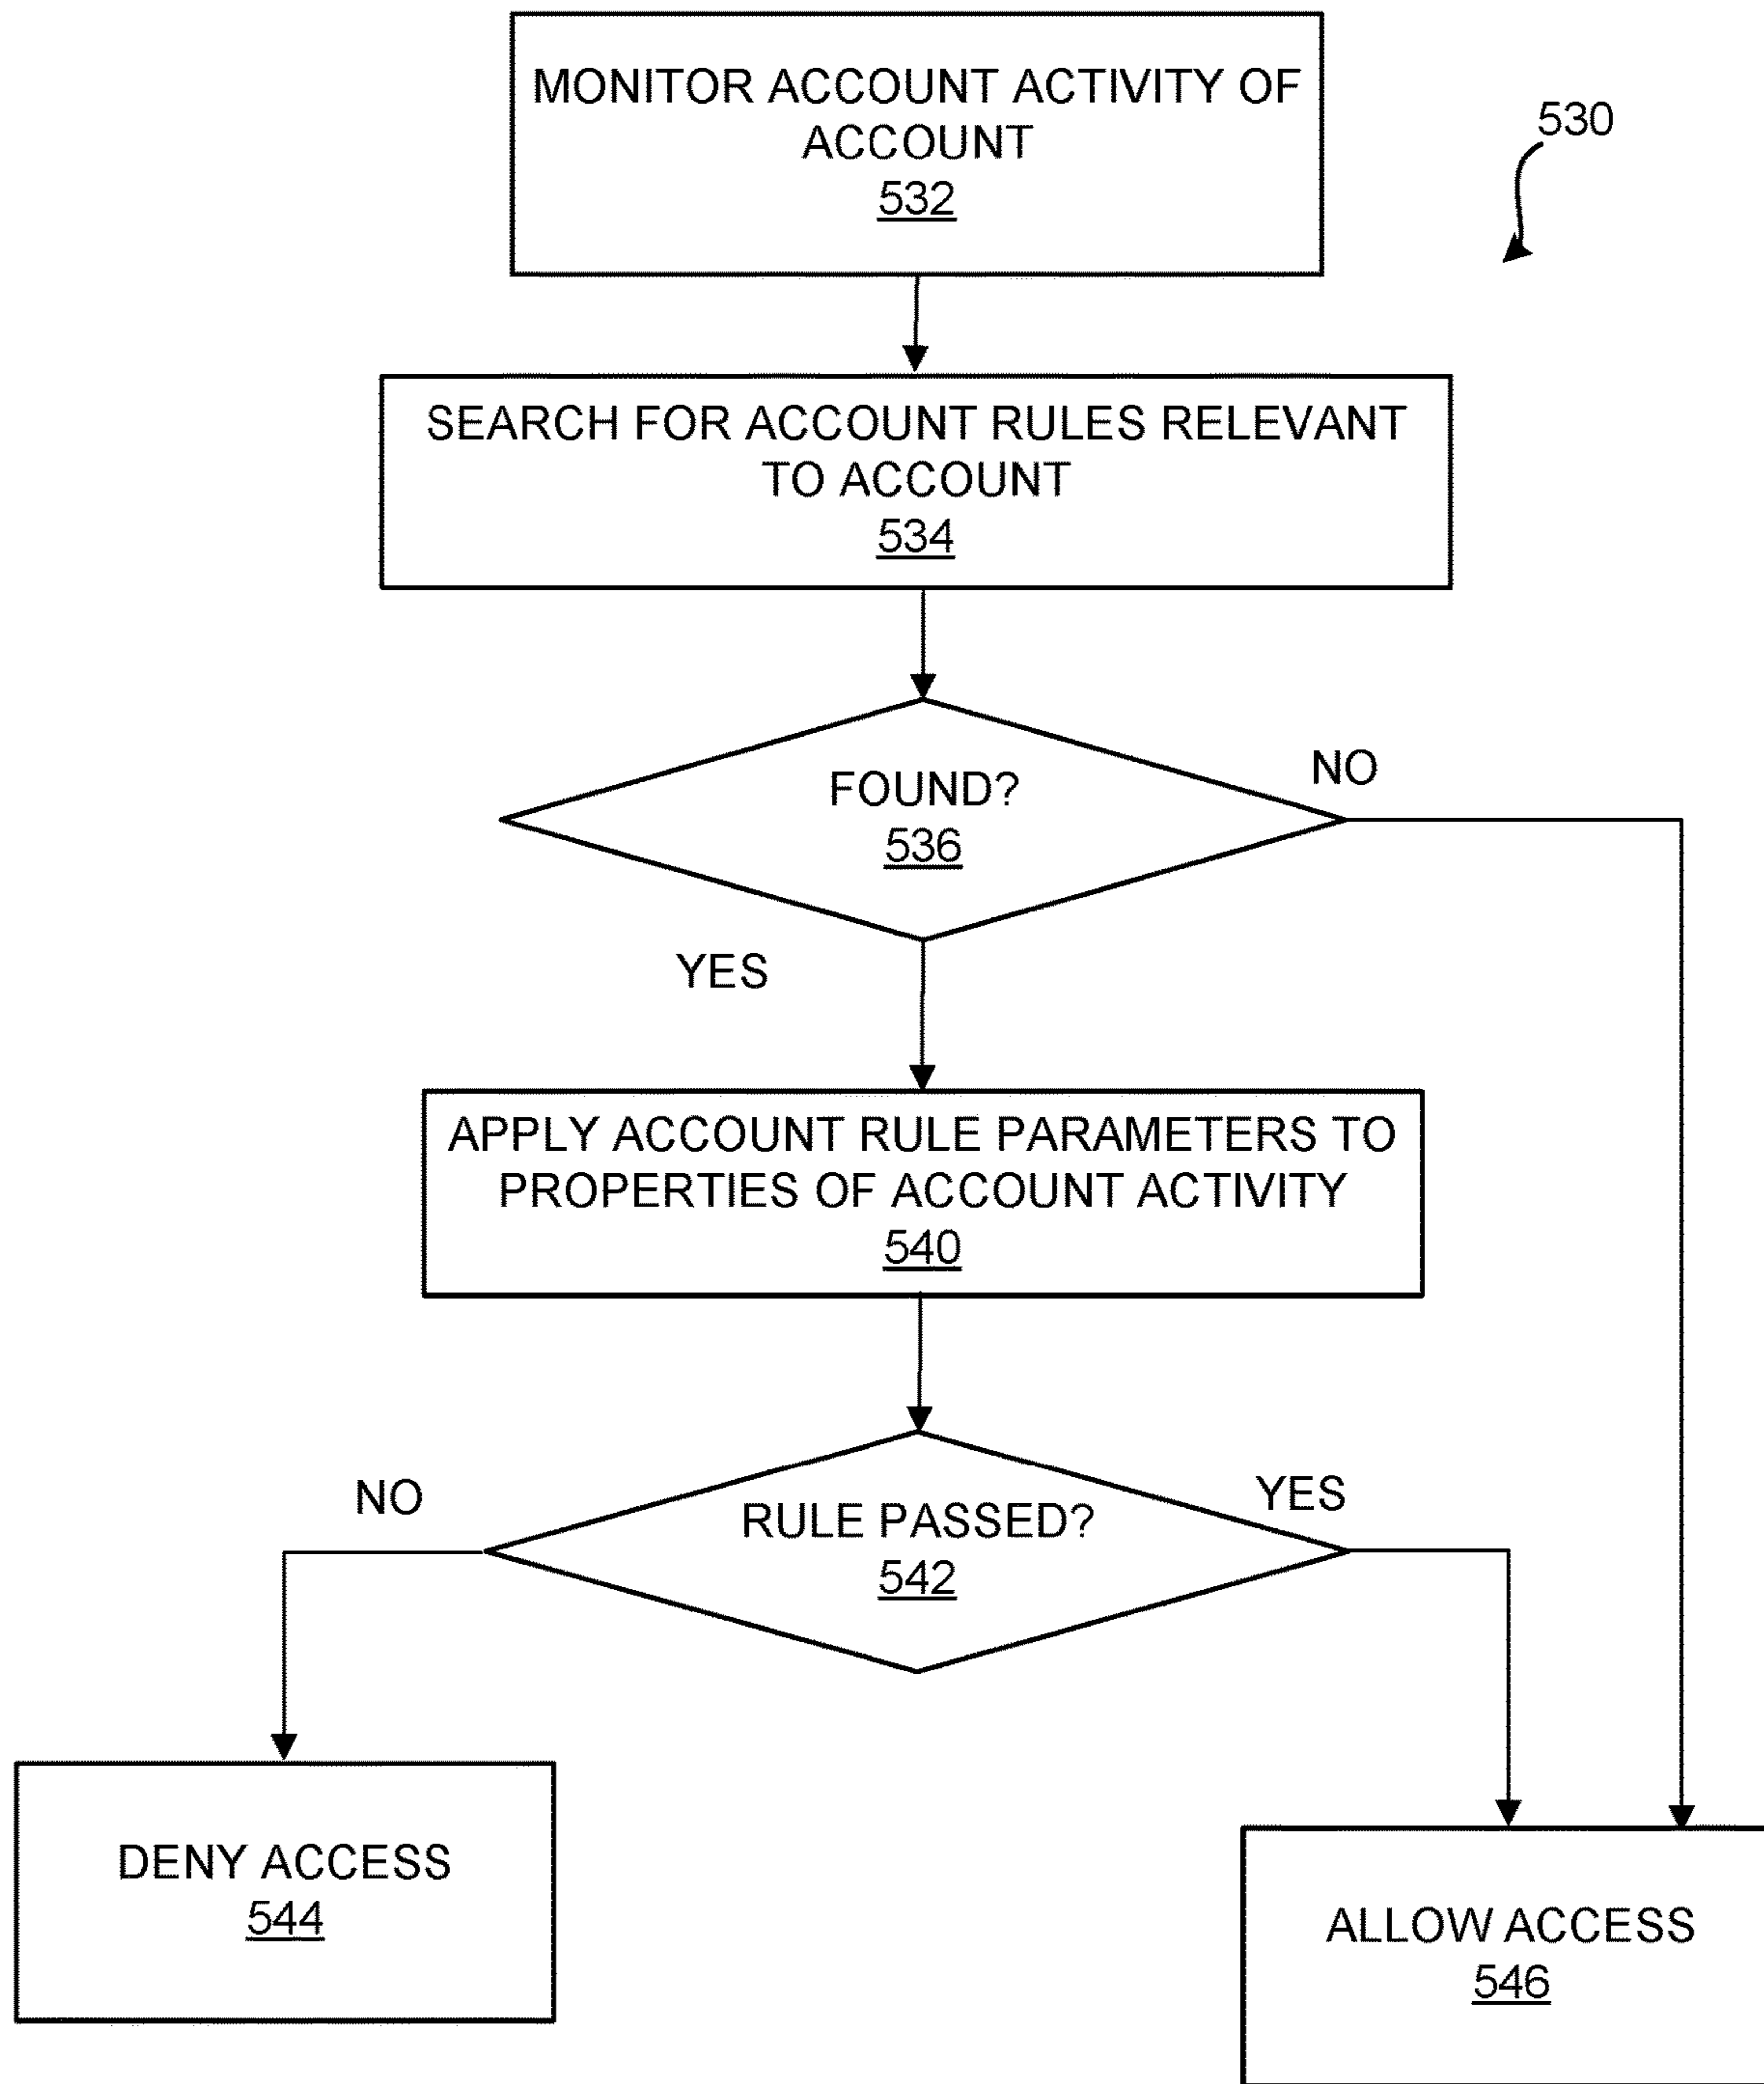 MONITOR ACCOUNT ACTIVITY OF
ACCOUNT
532
530
SEARCH FOR ACCOUNT RULES RELEVANT
TO ACCOUNT
534
FOUND?
536
NO
YES
APPLY ACCOUNT RULE PARAMETERS TO
PROPERTIES OF ACCOUNT ACTIVITY
540
NO
RULE PASSED?
542
YES
DENY ACCESS
544
ALLOW ACCESS
546